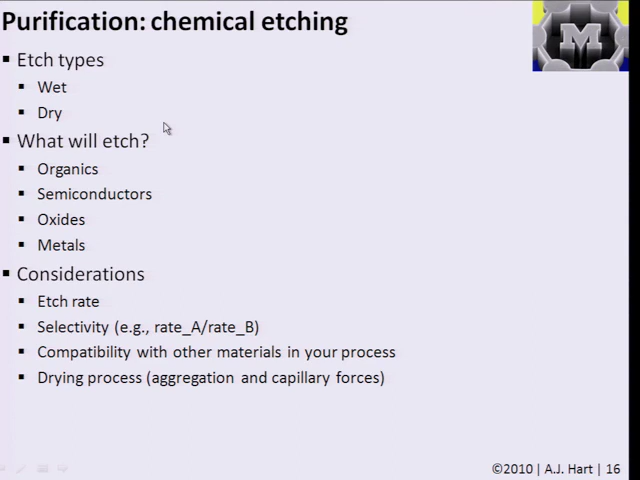 Purification: chemical etching
M
▪ Etch types
▪ Wet
▪ Dry
▪ What will etch?
▪ Organics
▪ Semiconductors
▪ Oxides
▪ Metals
▪ Considerations
▪ Etch rate
▪ Selectivity (e.g., rate_A/rate_B)
▪ Compatibility with other materials in your process
▪ Drying process (aggregation and capillary forces)
©2010 | A.J. Hart | 16